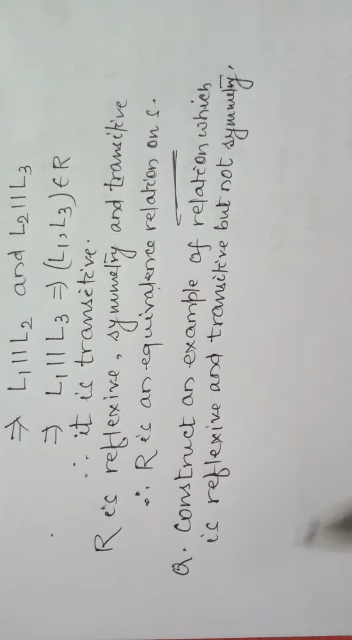 ⇒ L1 || L2 and L2 || L3
⇒ L1 || L3 ⇒ (L1, L3) ∈ R
∴ it is transitive.
R is reflexive, symmetry and transitive
∴ R is an equivalence relation on S.
Q. Construct an example of relation which
is reflexive and transitive but not symmetry.